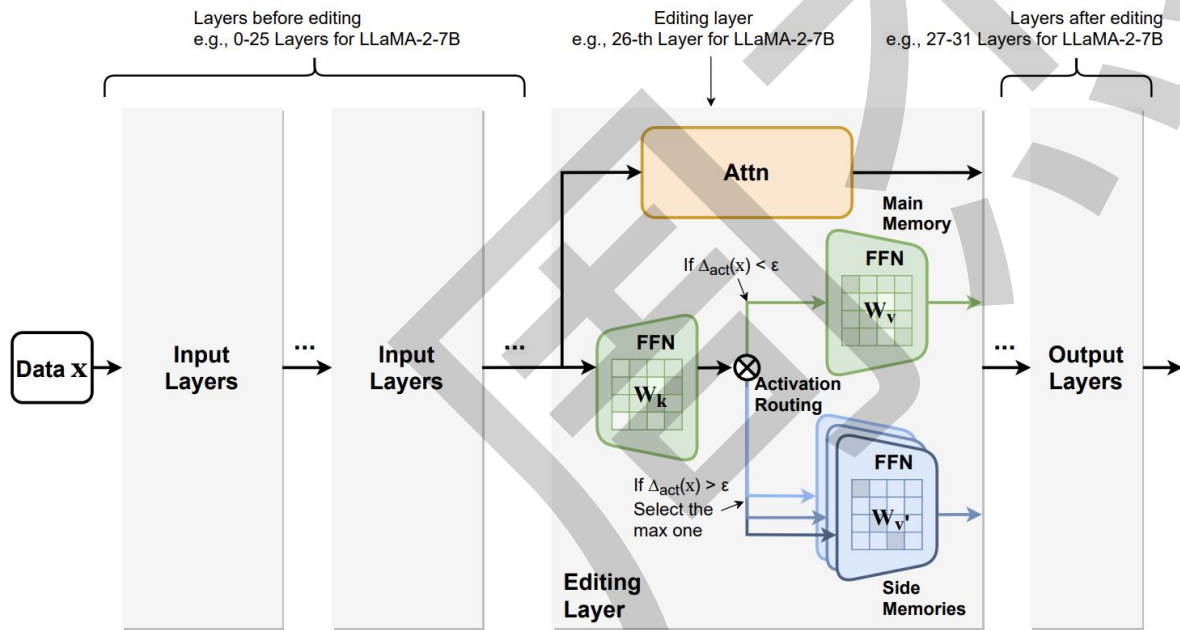 Layers before editing
e.g., 0-25 Layers for LLaMA-2-7B
Editing layer
e.g., 26-th Layer for LLaMA-2-7B
Layers after editing
e.g., 27-31 Layers for LLaMA-2-7B
Data x
Input
Layers
...
Input
Layers
...
Attn
Main
Memory
If Δact(x) < ε
FFN
Wv
FFN
Wk
Activation
Routing
If Δact(x) > ε
Select the
max one
FFN
Wv'
Side
Memories
Editing
Layer
...
Output
Layers